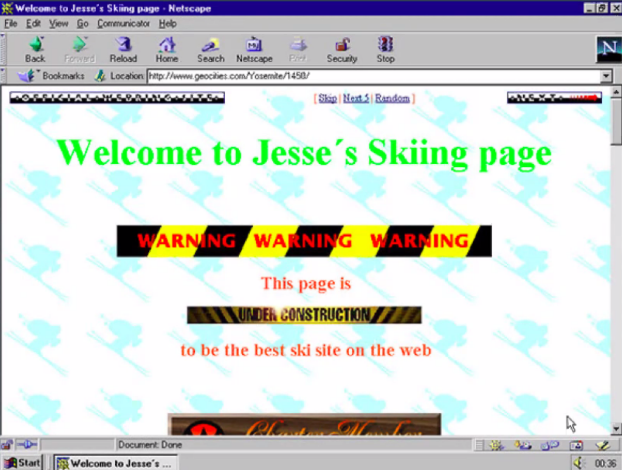 Welcome to Jesse´s Skiing page - Netscape
File Edit View Go Communicator Help
Back Forward Reload Home Search Netscape Print Security Stop
Bookmarks Location: http://www.geocities.com/Yosemite/1450/
OFFICIAL WEBRING SITE [ Skip | Next 5 | Random ] NEXT
Welcome to Jesse´s Skiing page
WARNING WARNING WARNING
This page is
UNDER CONSTRUCTION
to be the best ski site on the web
Charter Member
Document: Done
Start Welcome to Jesse´s ... 00:36